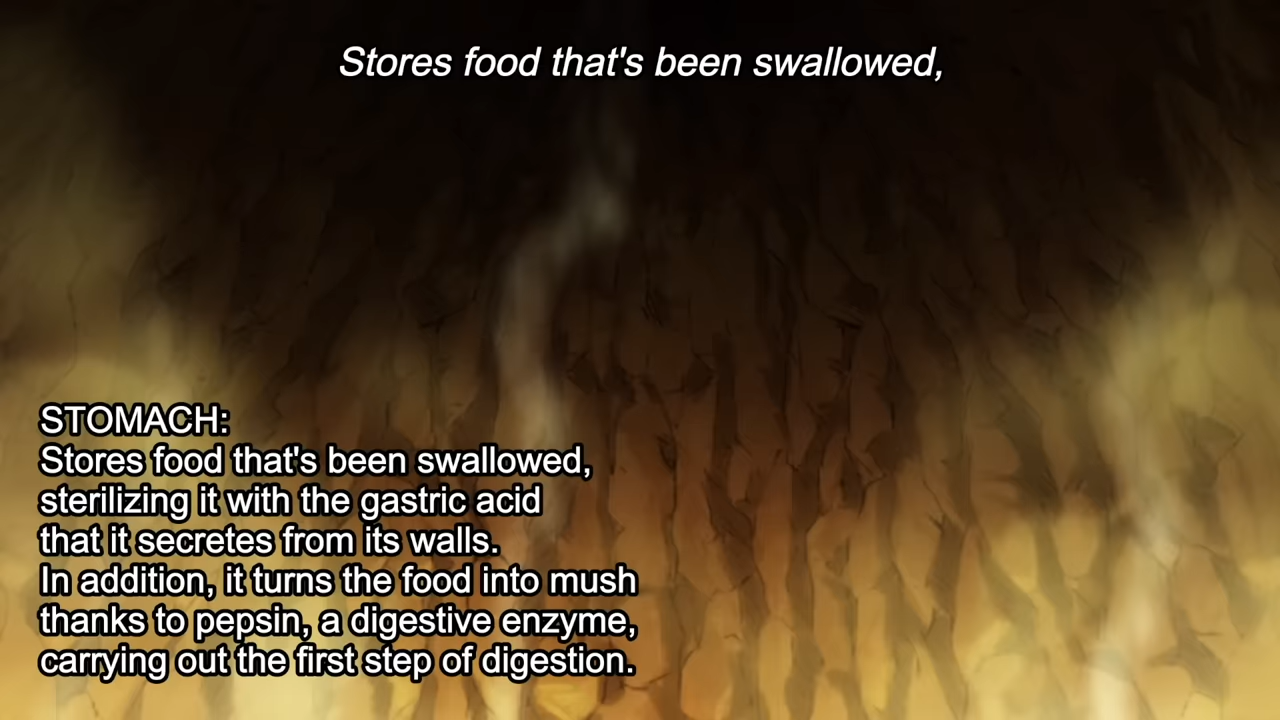 Stores food that's been swallowed,
STOMACH:
Stores food that's been swallowed,
sterilizing it with the gastric acid
that it secretes from its walls.
In addition, it turns the food into mush
thanks to pepsin, a digestive enzyme,
carrying out the first step of digestion.